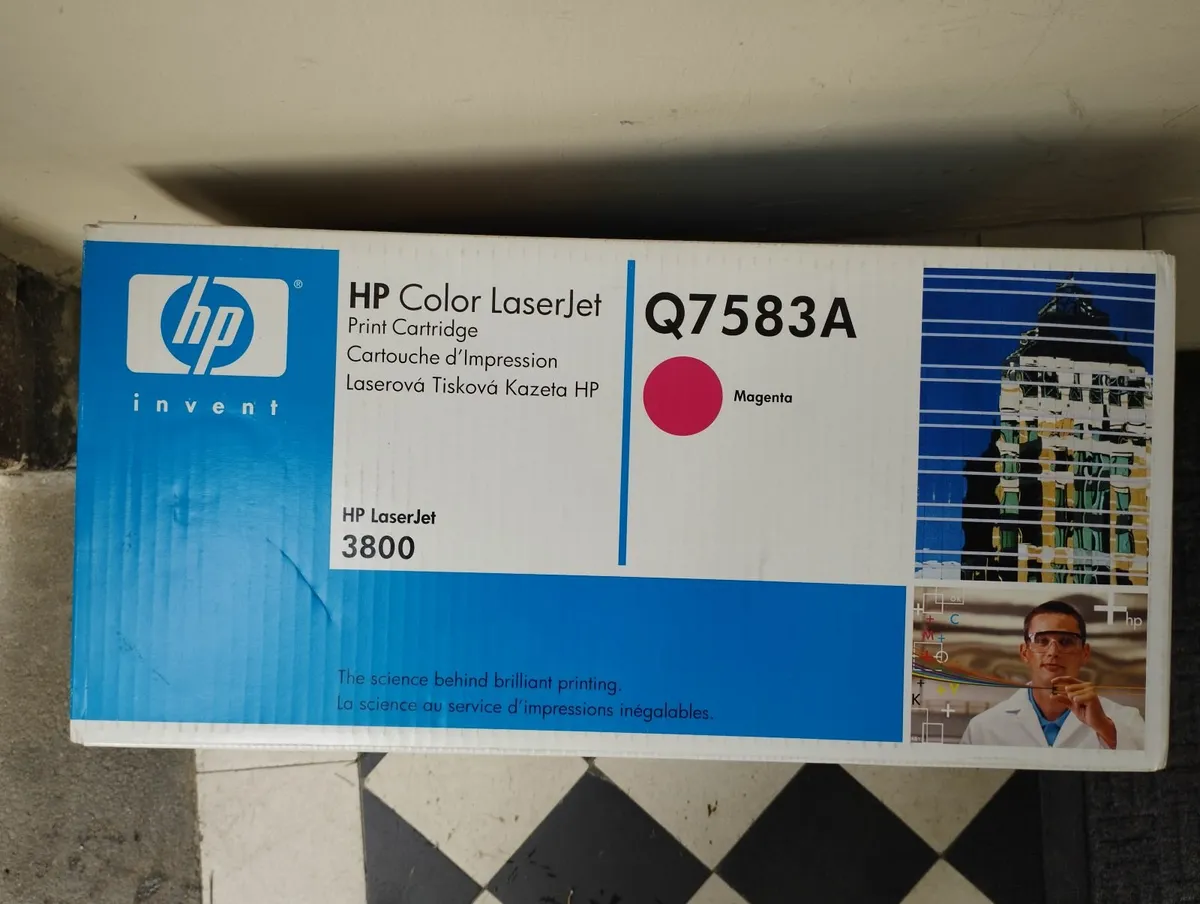 hp ®
invent
HP Color LaserJet
Print Cartridge
Cartouche d'Impression
Laserová Tisková Kazeta HP
HP LaserJet
3800
Q7583A
Magenta
The science behind brilliant printing.
La science au service d'impressions inégalables.
C
M
Y
K
hp